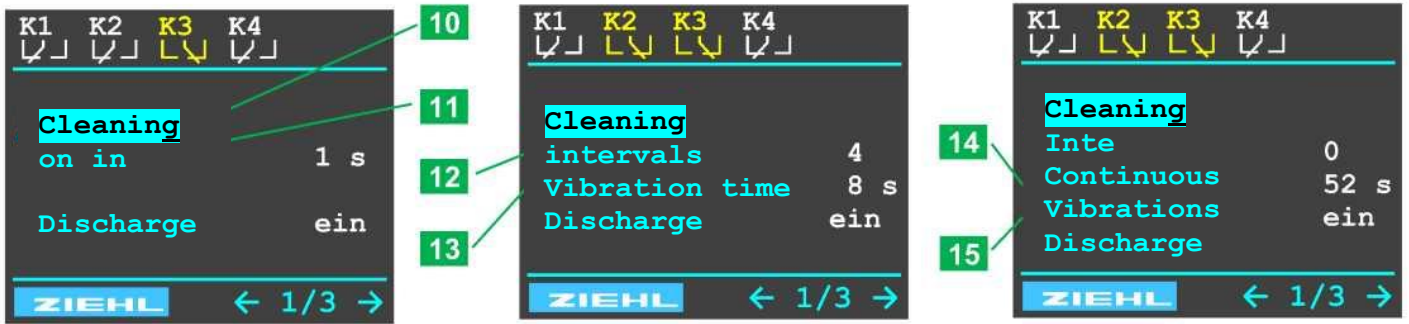 K1 K2 K3 K4
Cleaning
on in 1 s
Discharge ein
ZIEHL ← 1/3 →
10
11
12
13
K1 K2 K3 K4
Cleaning
intervals 4
Vibration time 8 s
Discharge ein
ZIEHL ← 1/3 →
14
15
K1 K2 K3 K4
Cleaning
Inte 0
Continuous 52 s
Vibrations ein
Discharge
ZIEHL ← 1/3 →